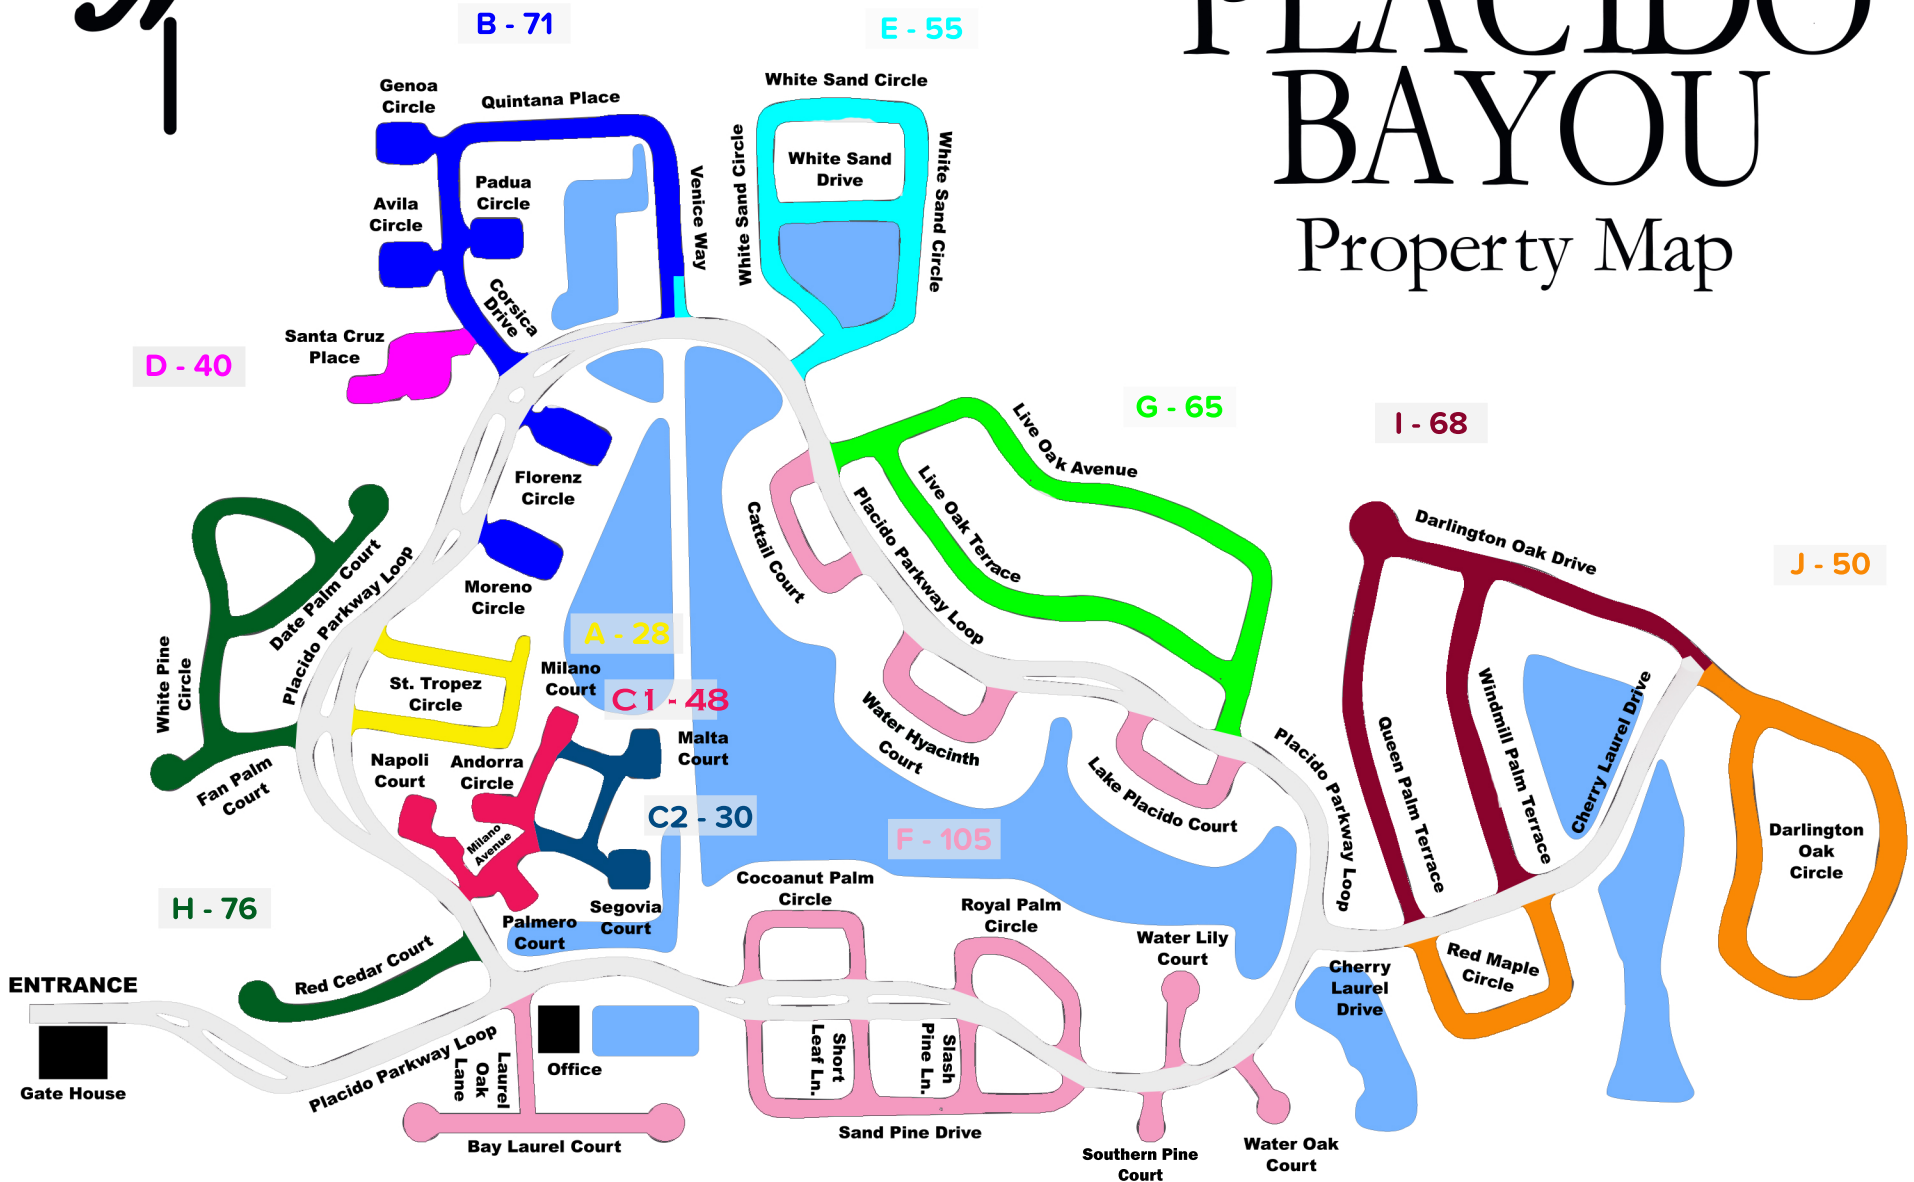 PLACIDO
BAYOU
Property Map
B - 71
E - 55
Genoa
Circle
Quintana Place
White Sand Circle
White Sand Circle
White Sand
Drive
White Sand Circle
Padua
Circle
Avila
Circle
Venice Way
Corsica
Drive
Santa Cruz
Place
D - 40
G - 65
I - 68
Live Oak Avenue
Florenz
Circle
Live Oak Terrace
Cattail Court
Placido Parkway Loop
Darlington Oak Drive
J - 50
Date Palm Court
Placido Parkway Loop
Moreno
Circle
White Pine
Circle
A - 28
St. Tropez
Circle
Milano
Court
C1 - 48
Water Hyacinth
Court
Malta
Court
Napoli
Court
Andorra
Circle
Fan Palm
Court
Milano
Avenue
C2 - 30
F - 105
Lake Placido Court
Placido Parkway Loop
Queen Palm Terrace
Windmill Palm Terrace
Cherry Laurel Drive
Darlington
Oak
Circle
H - 76
Cocoanut Palm
Circle
Royal Palm
Circle
Palmero
Court
Segovia
Court
Water Lily
Court
Red Cedar Court
Cherry
Laurel
Drive
Red Maple
Circle
ENTRANCE
Gate House
Placido Parkway Loop
Laurel
Oak
Lane
Office
Short
Leaf Ln.
Slash
Pine Ln.
Bay Laurel Court
Sand Pine Drive
Southern Pine
Court
Water Oak
Court